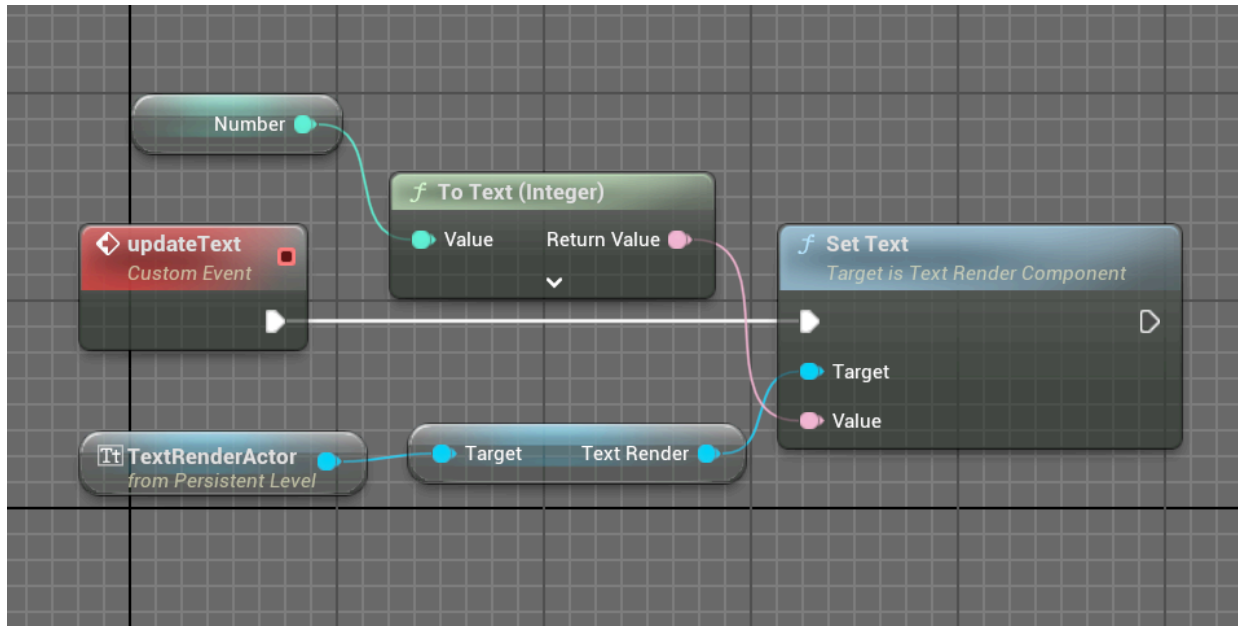 Number
f To Text (Integer)
Value Return Value
updateText
Custom Event
f Set Text
Target is Text Render Component
Target
Value
Tt TextRenderActor
from Persistent Level
Target Text Render